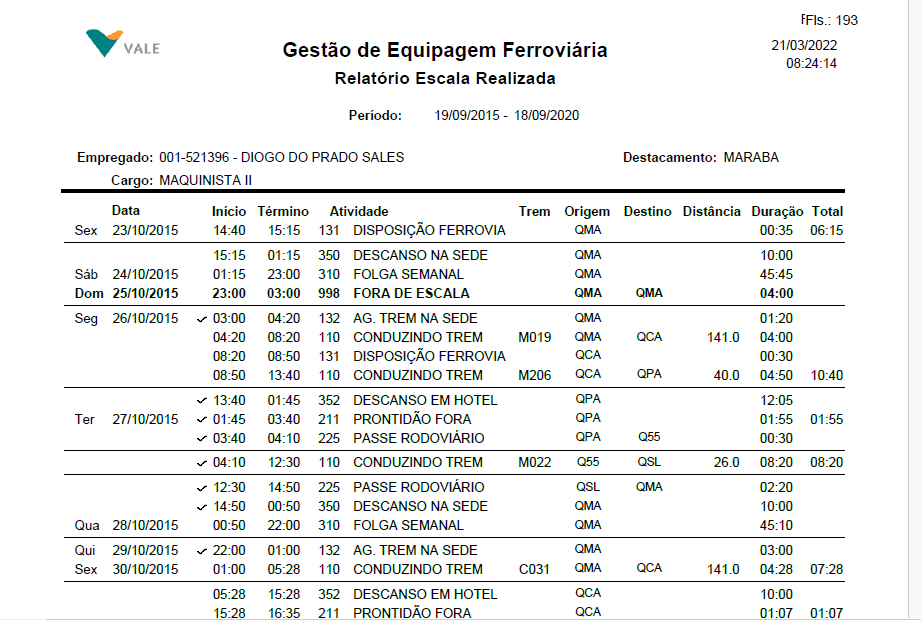 Fls.: 193
VALE
Gestão de Equipagem Ferroviária
21/03/2022
08:24:14
Relatório Escala Realizada
Período: 19/09/2015 - 18/09/2020
Empregado: 001-521396 - DIOGO DO PRADO SALES Destacamento: MARABA
Cargo: MAQUINISTA II
Data Início Término Atividade Trem Origem Destino Distância Duração Total
Sex 23/10/2015 14:40 15:15 131 DISPOSIÇÃO FERROVIA QMA 00:35 06:15
15:15 01:15 350 DESCANSO NA SEDE QMA 10:00
Sáb 24/10/2015 01:15 23:00 310 FOLGA SEMANAL QMA 45:45
Dom 25/10/2015 23:00 03:00 998 FORA DE ESCALA QMA QMA 04:00
Seg 26/10/2015 ✓ 03:00 04:20 132 AG. TREM NA SEDE QMA 01:20
04:20 08:20 110 CONDUZINDO TREM M019 QMA QCA 141.0 04:00
08:20 08:50 131 DISPOSIÇÃO FERROVIA QCA 00:30
08:50 13:40 110 CONDUZINDO TREM M206 QCA QPA 40.0 04:50 10:40
✓ 13:40 01:45 352 DESCANSO EM HOTEL QPA 12:05
Ter 27/10/2015 ✓ 01:45 03:40 211 PRONTIDÃO FORA QPA 01:55 01:55
✓ 03:40 04:10 225 PASSE RODOVIÁRIO QPA Q55 00:30
✓ 04:10 12:30 110 CONDUZINDO TREM M022 Q55 QSL 26.0 08:20 08:20
✓ 12:30 14:50 225 PASSE RODOVIÁRIO QSL QMA 02:20
✓ 14:50 00:50 350 DESCANSO NA SEDE QMA 10:00
Qua 28/10/2015 00:50 22:00 310 FOLGA SEMANAL QMA 45:10
Qui 29/10/2015 ✓ 22:00 01:00 132 AG. TREM NA SEDE QMA 03:00
Sex 30/10/2015 01:00 05:28 110 CONDUZINDO TREM C031 QMA QCA 141.0 04:28 07:28
05:28 15:28 352 DESCANSO EM HOTEL QCA 10:00
15:28 16:35 211 PRONTIDÃO FORA QCA 01:07 01:07